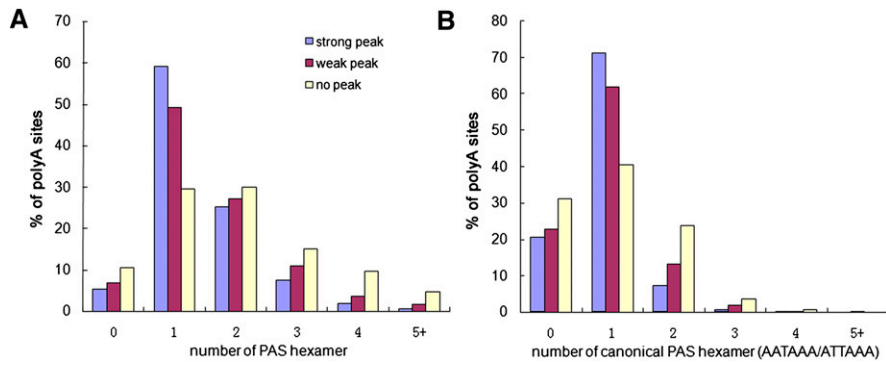 A
70
60
50
40
30
20
10
0
% of polyA sites
strong peak
weak peak
no peak
0 1 2 3 4 5+
number of PAS hexamer
B
80
70
60
50
40
30
20
10
0
% of polyA sites
0 1 2 3 4 5+
number of canonical PAS hexamer (AATAAA/ATTAAA)